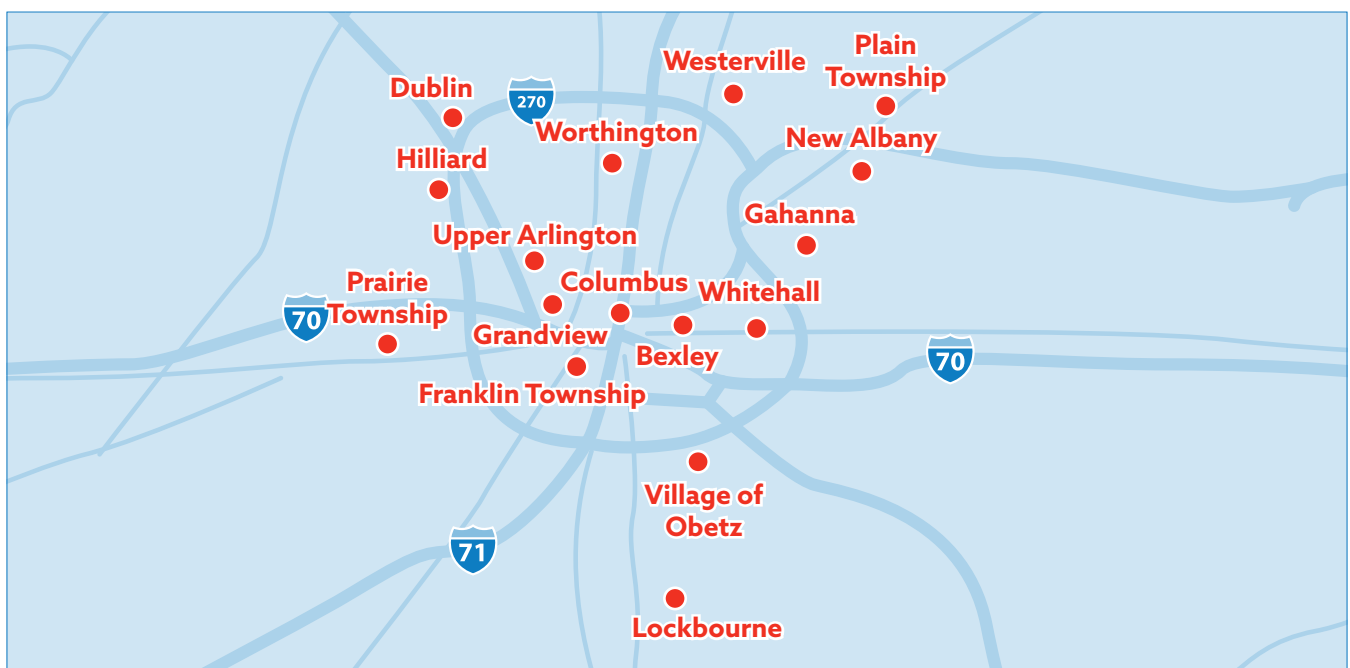 Plain
Township
Westerville
Dublin
270
Worthington
New Albany
Hilliard
Gahanna
Upper Arlington
Prairie
Township
Columbus
Whitehall
70
Grandview
Bexley
70
Franklin Township
Village of
Obetz
71
Lockbourne